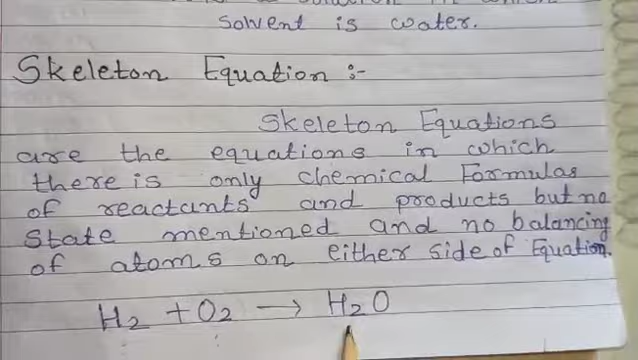 solvent is water.
Skeleton Equation :-
Skeleton Equations
are the equations in which
there is only chemical Formulas
of reactants and products but no
state mentioned and no balancing
of atoms on either side of Equation.
H₂ + O₂ → H₂O